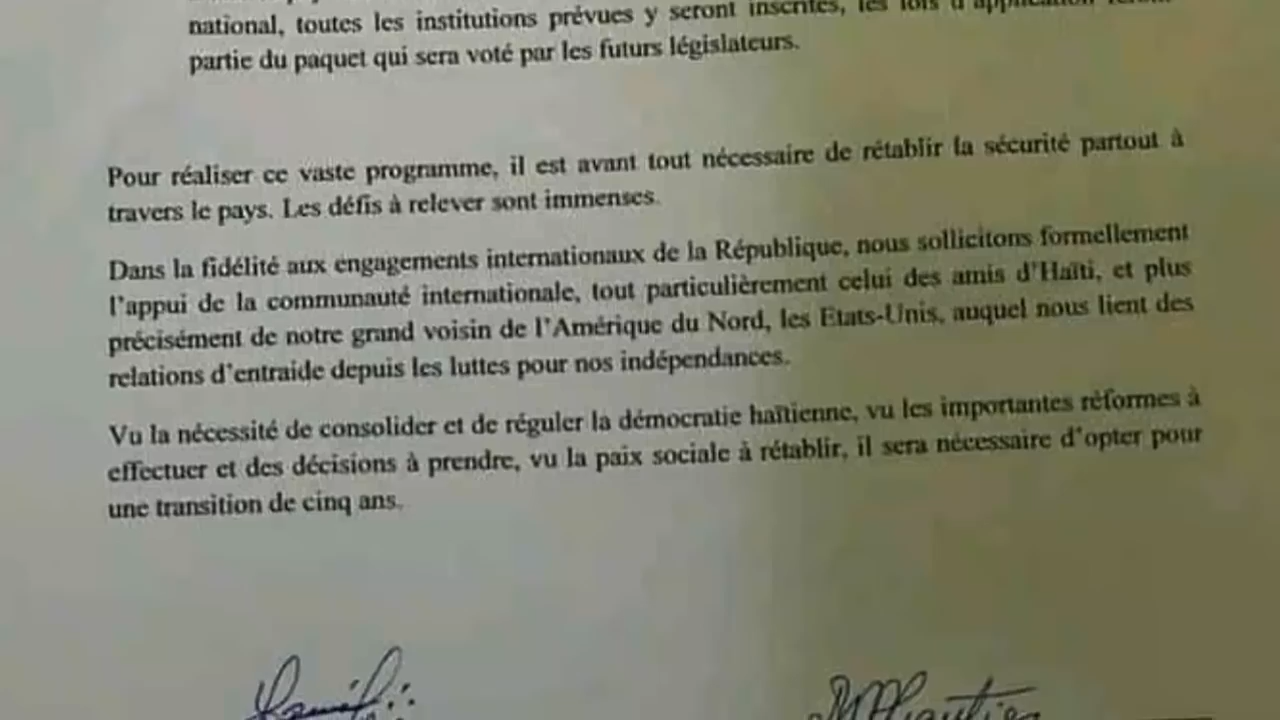 national, toutes les institutions prévues y seront inscrites, les lois d'application
partie du paquet qui sera voté par les futurs législateurs.
Pour réaliser ce vaste programme, il est avant tout nécessaire de rétablir la sécurité partout à
travers le pays. Les défis à relever sont immenses.
Dans la fidélité aux engagements internationaux de la République, nous sollicitons formellement
l'appui de la communauté internationale, tout particulièrement celui des amis d'Haïti, et plus
précisément de notre grand voisin de l'Amérique du Nord, les Etats-Unis, auquel nous lient des
relations d'entraide depuis les luttes pour nos indépendances.
Vu la nécessité de consolider et de réguler la démocratie haïtienne, vu les importantes réformes à
effectuer et des décisions à prendre, vu la paix sociale à rétablir, il sera nécessaire d'opter pour
une transition de cinq ans.